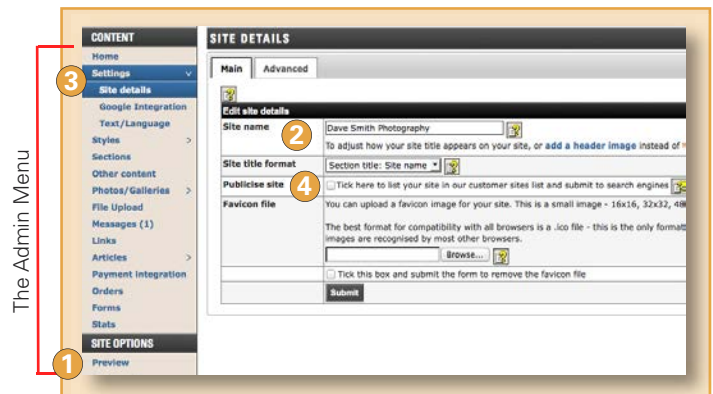 The Admin Menu
CONTENT
Home
Settings
Site details
Google Integration
Text/Language
Styles
Sections
Other content
Photos/Galleries
File Upload
Messages (1)
Links
Articles
Payment Integration
Orders
Forms
Stats
SITE OPTIONS
Preview
3
1
SITE DETAILS
Main Advanced
Edit site details
Site name 2 Dave Smith Photography
To adjust how your site title appears on your site, or add a header image instead of
Site title format Section title: Site name
Publicise site 4 Tick here to list your site in our customer sites list and submit to search engines
Favicon file You can upload a favicon image for your site. This is a small image - 16x16, 32x32,
The best format for compatibility with all browsers is a .ico file - this is the only
images are recognised by most other browsers.
Browse...
Tick this box and submit the form to remove the favicon file
Submit